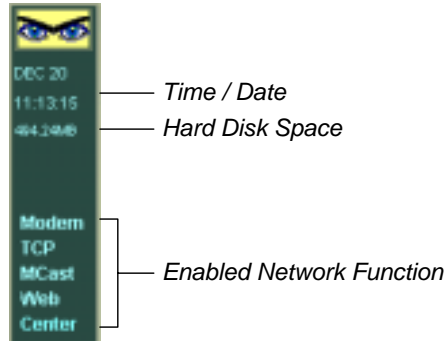 DEC 20
11:13:15
Time / Date
484.24MB
Hard Disk Space
Modem
TCP
MCast
Enabled Network Function
Web
Center